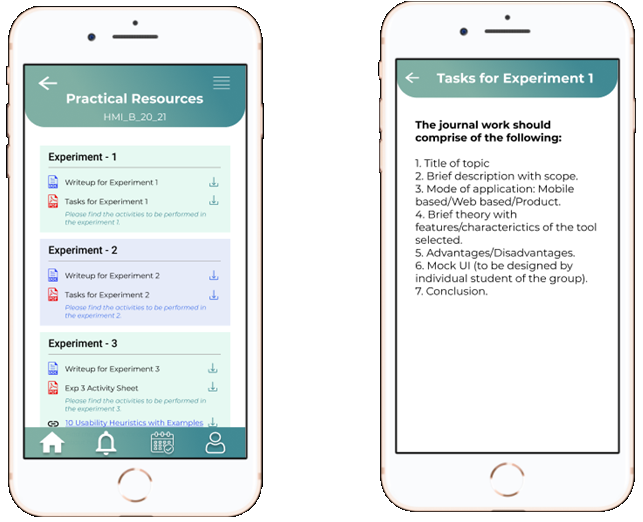 Practical Resources
HMI_B_20_21
Experiment - 1
Writeup for Experiment 1
Tasks for Experiment 1
Please find the activities to be performed in
the experiment 1.
Experiment - 2
Writeup for Experiment 2
Tasks for Experiment 2
Please find the activities to be performed in
the experiment 2.
Experiment - 3
Writeup for Experiment 3
Exp 3 Activity Sheet
Please find the activities to be performed in
the experiment 3.
10 Usability Heuristics with Examples
Tasks for Experiment 1
The journal work should
comprise of the following:
1. Title of topic
2. Brief description with scope.
3. Mode of application: Mobile
based/Web based/Product.
4. Brief theory with
features/charaterictics of the tool
selected.
5. Advantages/Disadvantages.
6. Mock UI (to be designed by
individual student of the group).
7. Conclusion.